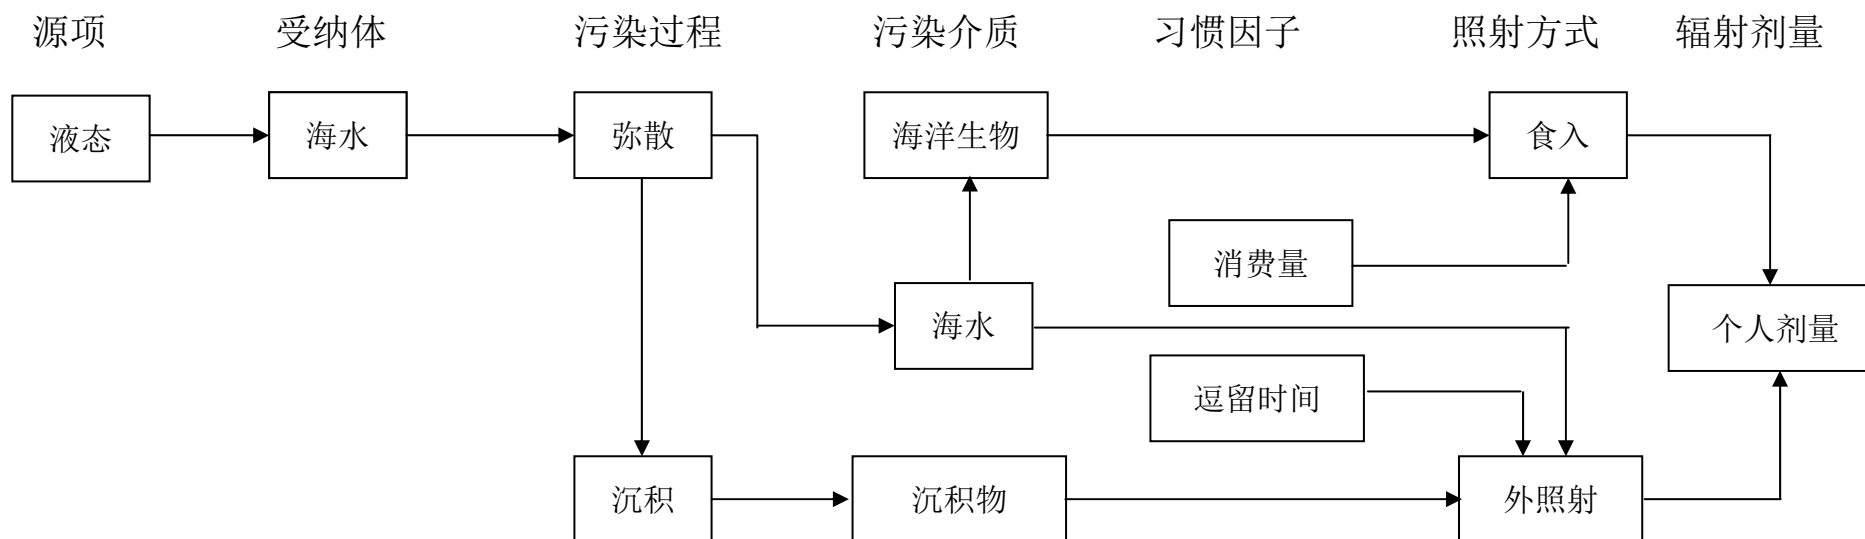 源项 受纳体 污染过程 污染介质 习惯因子 照射方式 辐射剂量
液态 海水 弥散 海洋生物 食入
消费量
海水 个人剂量
逗留时间
沉积 沉积物 外照射